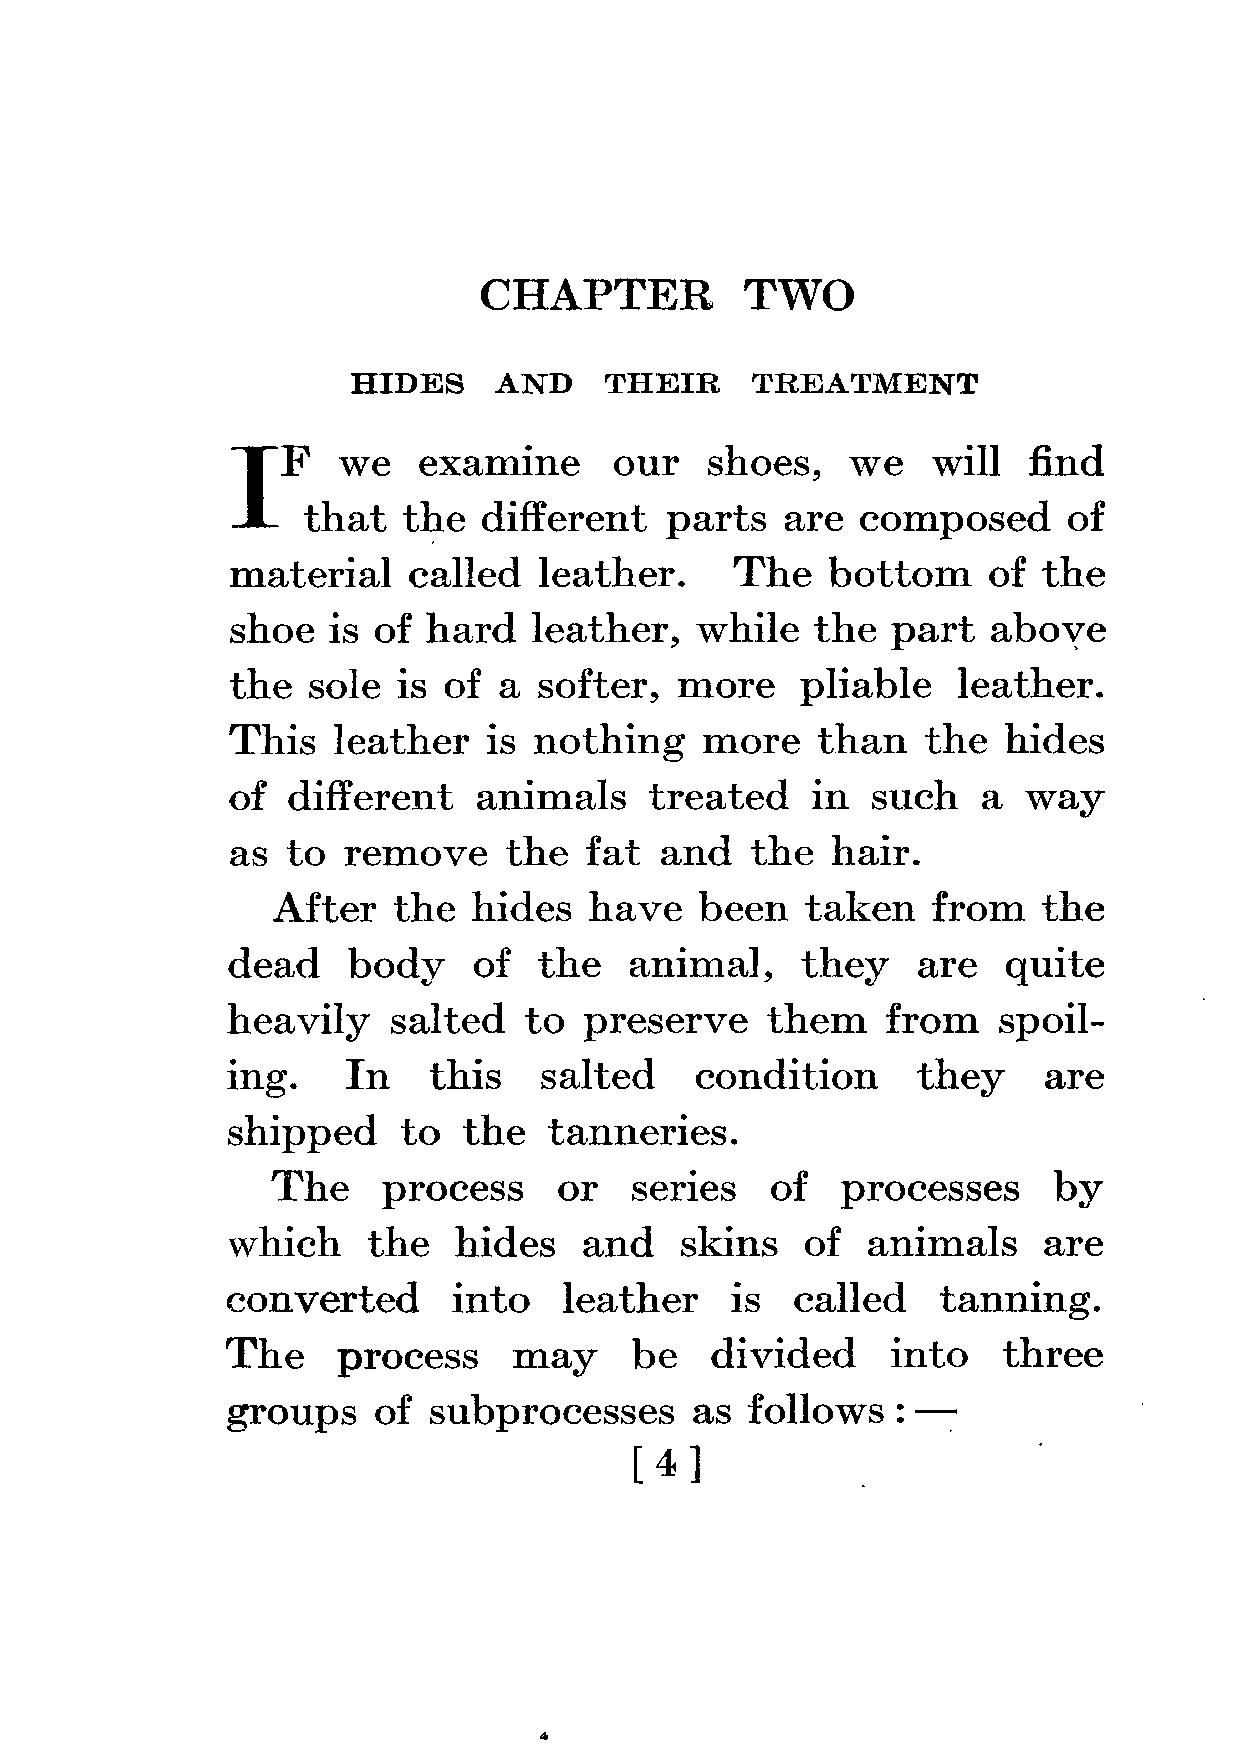 CHAPTER TWO
HIDES AND THEIR TREATMENT
IF we examine our shoes, we will find
that the different parts are composed of
material called leather. The bottom of the
shoe is of hard leather, while the part above
the sole is of a softer, more pliable leather.
This leather is nothing more than the hides
of different animals treated in such a way
as to remove the fat and the hair.
After the hides have been taken from the
dead body of the animal, they are quite
heavily salted to preserve them from spoil-
ing. In this salted condition they are
shipped to the tanneries.
The process or series of processes by
which the hides and skins of animals are
converted into leather is called tanning.
The process may be divided into three
groups of subprocesses as follows : —
[ 4 ]
4